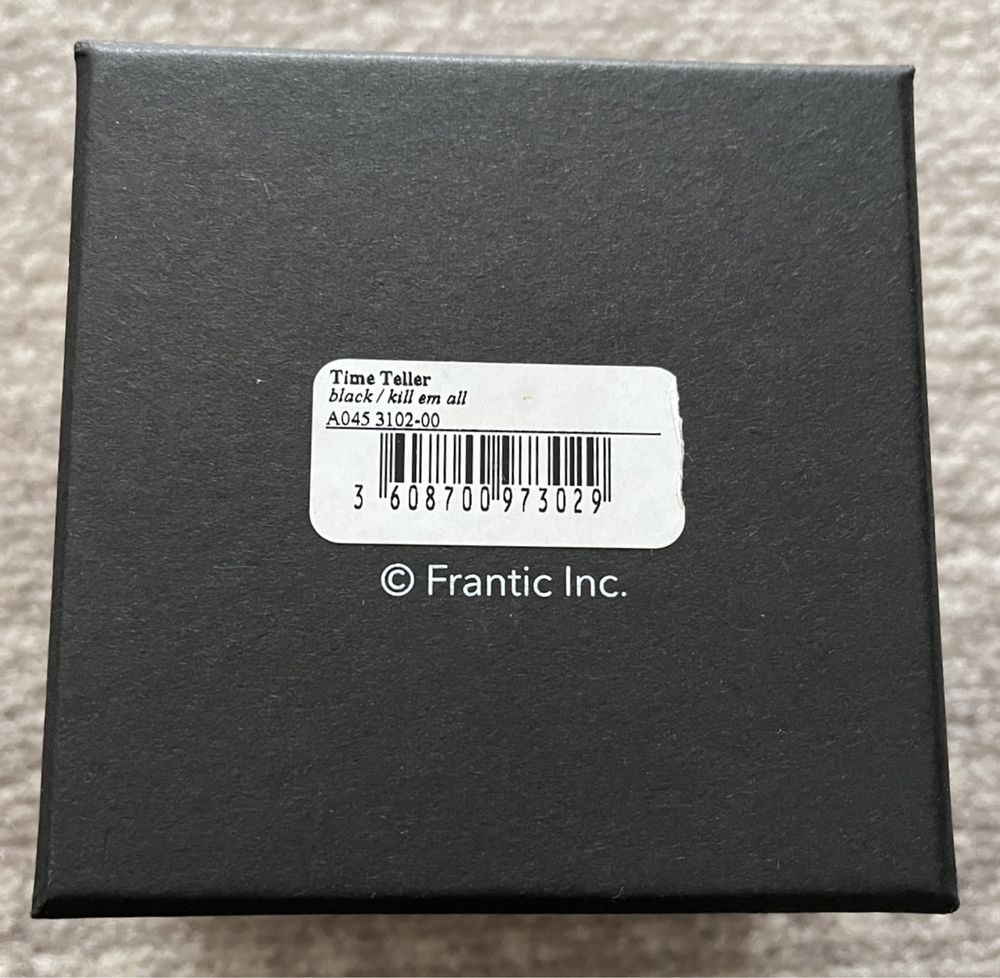 Time Teller
black / kill em all
A045 3102-00
3 608700 973029
© Frantic Inc.